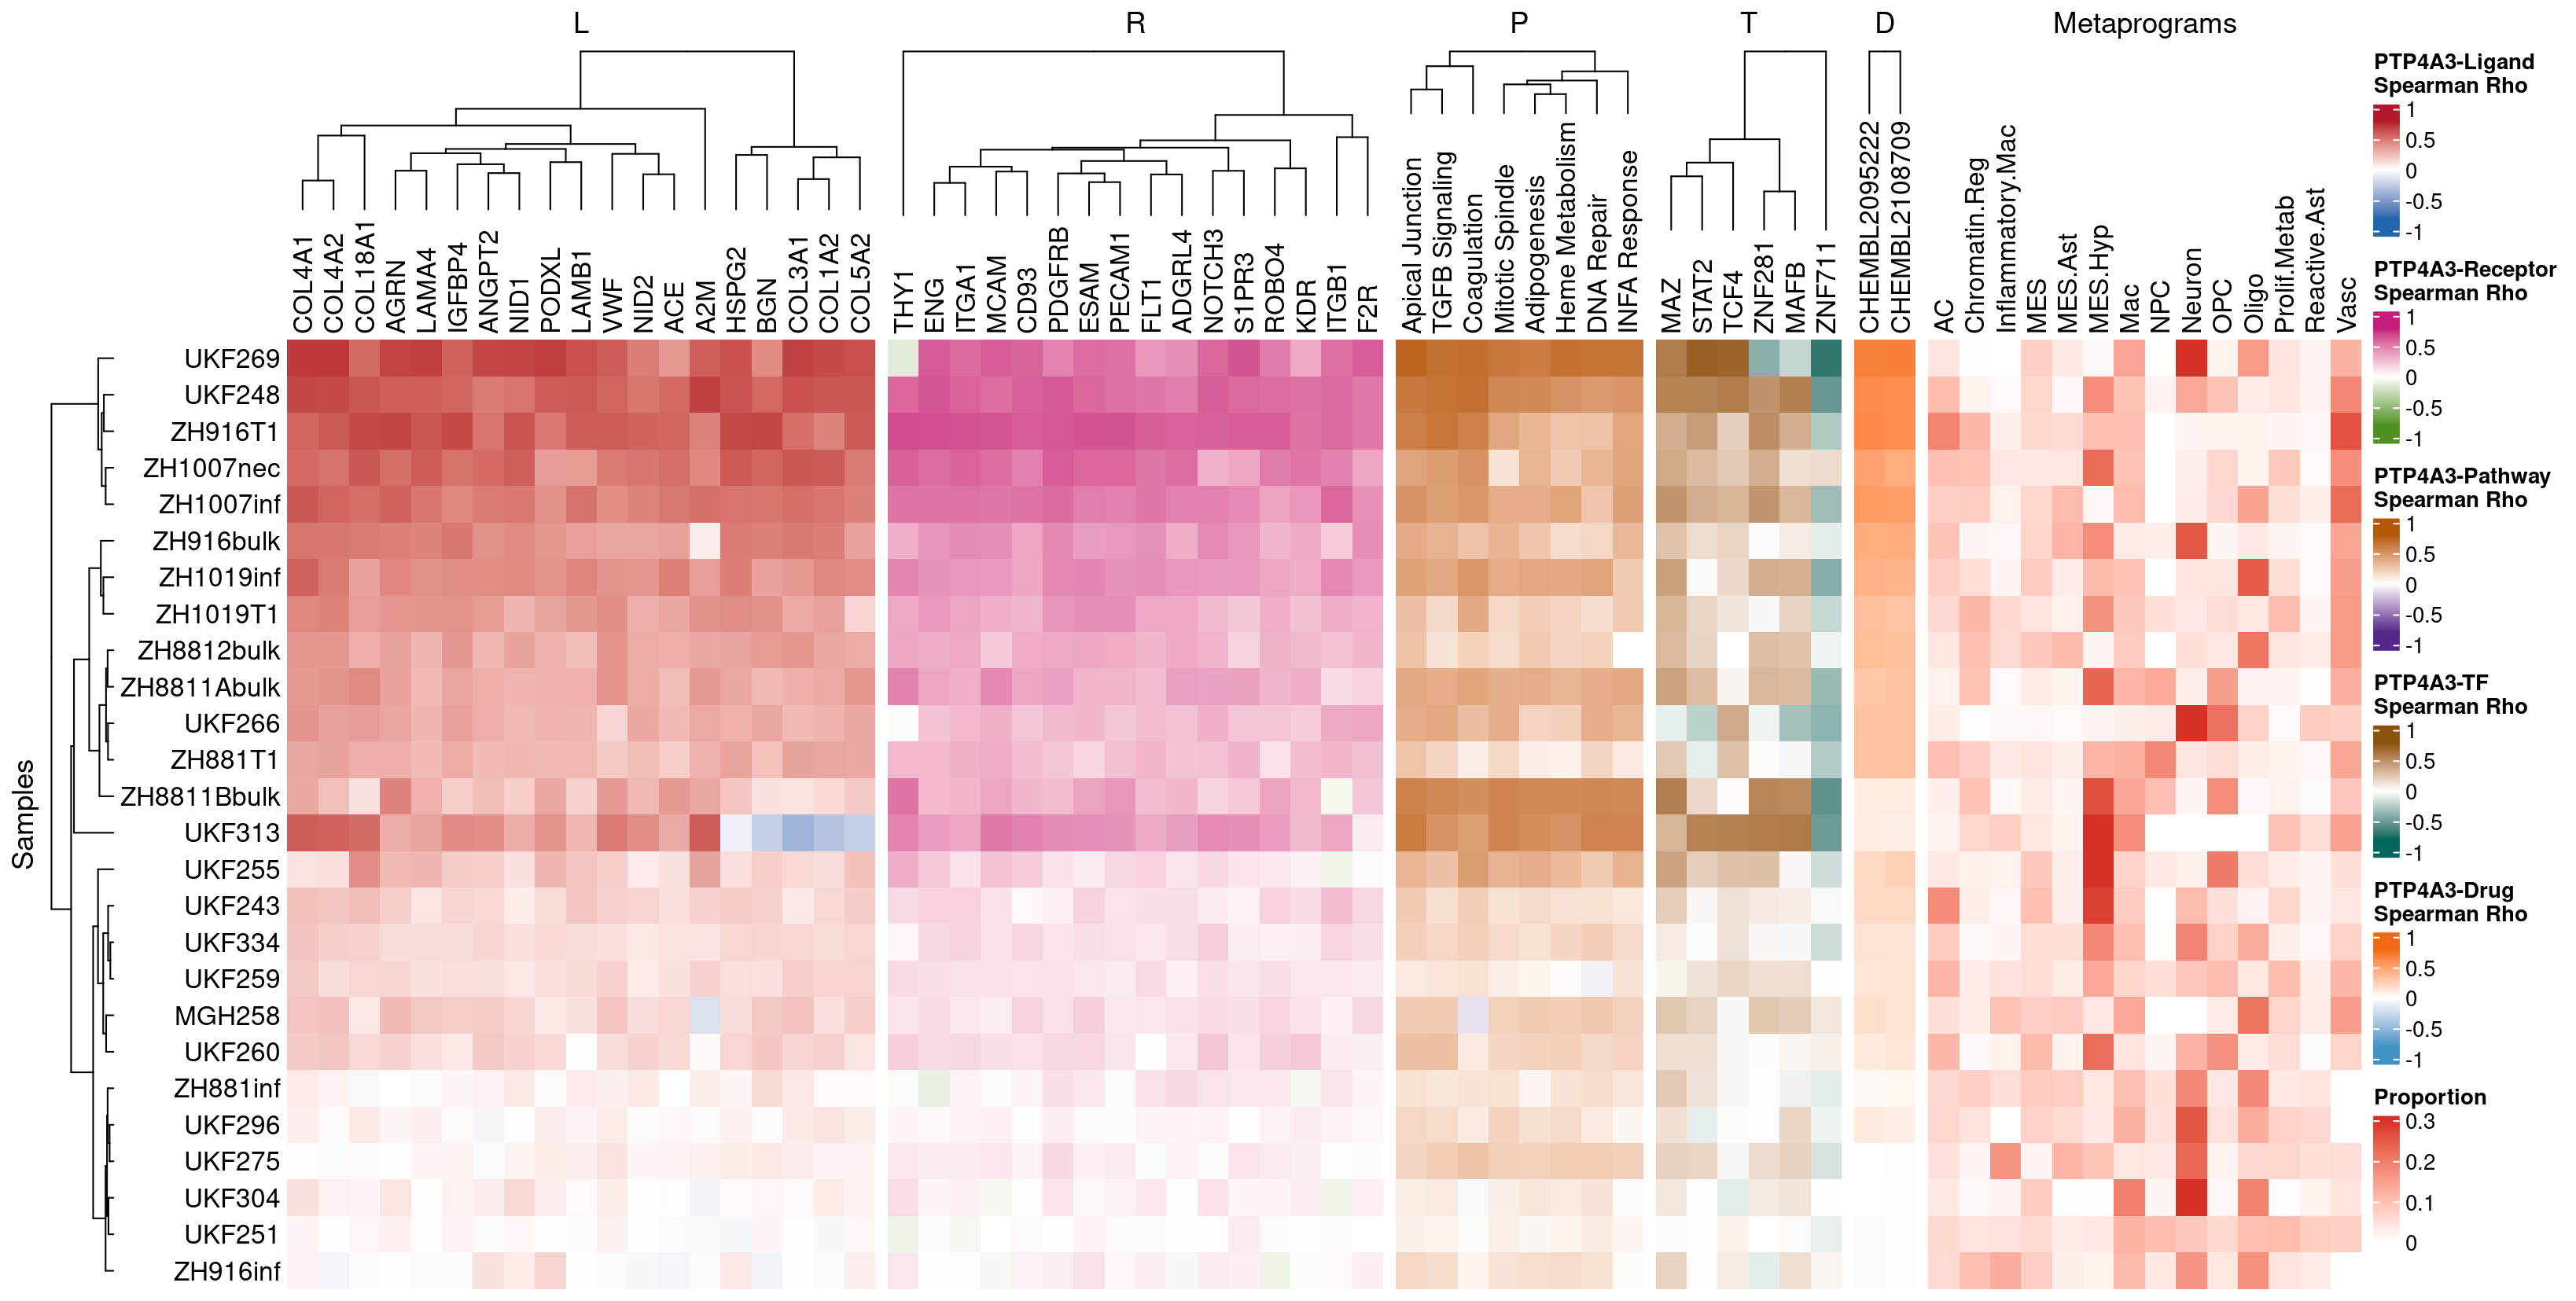 L R P T D Metaprograms
COL4A1
COL4A2
COL18A1
AGRN
LAMA4
IGFBP4
ANGPT2
NID1
PODXL
LAMB1
VWF
NID2
ACE
A2M
HSPG2
BGN
COL3A1
COL1A2
COL5A2
THY1
ENG
ITGA1
MCAM
CD93
PDGFRB
ESAM
PECAM1
FLT1
ADGRL4
NOTCH3
S1PR3
ROBO4
KDR
ITGB1
F2R
Apical Junction
TGFB Signaling
Coagulation
Mitotic Spindle
Adipogenesis
Heme Metabolism
DNA Repair
INFA Response
MAZ
STAT2
TCF4
ZNF281
MAFB
ZNF711
CHEMBL2095222
CHEMBL2108709
AC
Chromatin.Reg
Inflammatory.Mac
MES
MES.Ast
MES.Hyp
Mac
NPC
Neuron
OPC
Oligo
Prolif.Metab
Reactive.Ast
Vasc
Samples
UKF269
UKF248
ZH916T1
ZH1007nec
ZH1007inf
ZH916bulk
ZH1019inf
ZH1019T1
ZH8812bulk
ZH8811Abulk
UKF266
ZH881T1
ZH8811Bbulk
UKF313
UKF255
UKF243
UKF334
UKF259
MGH258
UKF260
ZH881inf
UKF296
UKF275
UKF304
UKF251
ZH916inf
PTP4A3-Ligand
Spearman Rho
1
0.5
0
-0.5
-1
PTP4A3-Receptor
Spearman Rho
1
0.5
0
-0.5
-1
PTP4A3-Pathway
Spearman Rho
1
0.5
0
-0.5
-1
PTP4A3-TF
Spearman Rho
1
0.5
0
-0.5
-1
PTP4A3-Drug
Spearman Rho
1
0.5
0
-0.5
-1
Proportion
0.3
0.2
0.1
0